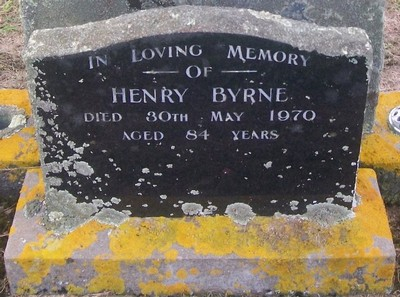 IN LOVING MEMORY
OF
HENRY BYRNE
DIED 30TH MAY 1970
AGED 84 YEARS